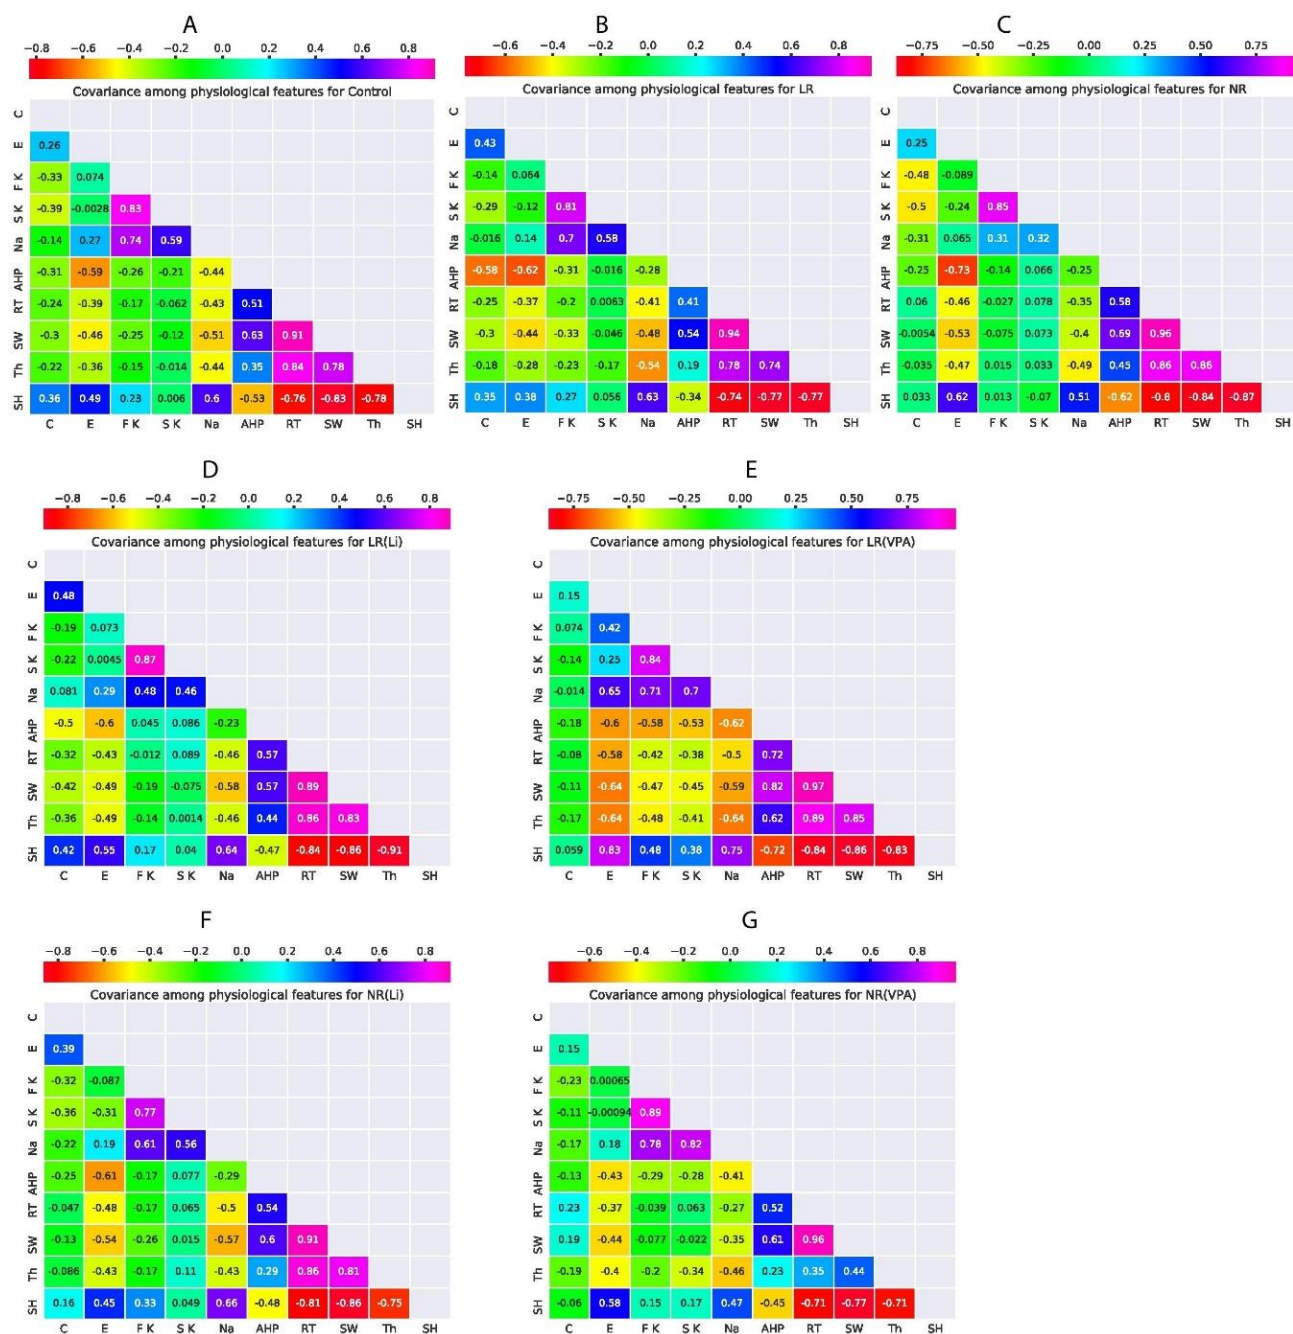 A
−0.8 −0.6 −0.4 −0.2 0.0 0.2 0.4 0.6 0.8
Covariance among physiological features for Control
C
E 0.26
F K -0.33 0.074
S K -0.39 -0.0028 0.83
Na -0.14 0.27 0.74 0.59
AHP -0.31 -0.59 -0.26 -0.21 -0.44
RT -0.24 -0.39 -0.17 -0.062 -0.43 0.51
SW -0.3 -0.46 -0.25 -0.12 -0.51 0.63 0.91
Th -0.22 -0.36 -0.15 -0.014 -0.44 0.35 0.84 0.78
SH 0.36 0.49 0.23 0.006 0.6 -0.53 -0.76 -0.83 -0.78
C E F K S K Na AHP RT SW Th SH
B
−0.6 −0.4 −0.2 0.0 0.2 0.4 0.6 0.8
Covariance among physiological features for LR
C
E 0.43
F K -0.14 0.064
S K -0.29 -0.12 0.81
Na -0.016 0.14 0.7 0.58
AHP -0.58 -0.62 -0.31 -0.016 -0.28
RT -0.25 -0.37 -0.2 0.0063 -0.41 0.41
SW -0.3 -0.44 -0.33 -0.046 -0.48 0.54 0.94
Th -0.18 -0.28 -0.23 -0.17 -0.54 0.19 0.78 0.74
SH 0.35 0.38 0.27 0.056 0.63 -0.34 -0.74 -0.77 -0.77
C E F K S K Na AHP RT SW Th SH
C
−0.75 −0.50 −0.25 0.00 0.25 0.50 0.75
Covariance among physiological features for NR
C
E 0.25
F K -0.48 -0.089
S K -0.5 -0.24 0.85
Na -0.31 0.065 0.31 0.32
AHP -0.25 -0.73 -0.14 0.066 -0.25
RT 0.06 -0.46 -0.027 0.078 -0.35 0.58
SW -0.0054 -0.53 -0.075 0.073 -0.4 0.69 0.96
Th -0.035 -0.47 0.015 0.033 -0.49 0.45 0.86 0.86
SH 0.033 0.62 0.013 -0.07 0.51 -0.62 -0.8 -0.84 -0.87
C E F K S K Na AHP RT SW Th SH
D
−0.8 −0.6 −0.4 −0.2 0.0 0.2 0.4 0.6 0.8
Covariance among physiological features for LR(Li)
C
E 0.48
F K -0.19 0.073
S K -0.22 0.0045 0.87
Na 0.081 0.29 0.48 0.46
AHP -0.5 -0.6 0.045 0.086 -0.23
RT -0.32 -0.43 -0.012 0.089 -0.46 0.57
SW -0.42 -0.49 -0.19 -0.075 -0.58 0.57 0.89
Th -0.36 -0.49 -0.14 0.0014 -0.46 0.44 0.86 0.83
SH 0.42 0.55 0.17 0.04 0.64 -0.47 -0.84 -0.86 -0.91
C E F K S K Na AHP RT SW Th SH
E
−0.75 −0.50 −0.25 0.00 0.25 0.50 0.75
Covariance among physiological features for LR(VPA)
C
E 0.15
F K 0.074 0.42
S K -0.14 0.25 0.84
Na -0.014 0.65 0.71 0.7
AHP -0.18 -0.6 -0.58 -0.53 -0.62
RT -0.08 -0.58 -0.42 -0.38 -0.5 0.72
SW -0.11 -0.64 -0.47 -0.45 -0.59 0.82 0.97
Th -0.17 -0.64 -0.48 -0.41 -0.64 0.62 0.89 0.85
SH 0.059 0.83 0.48 0.38 0.75 -0.72 -0.84 -0.86 -0.83
C E F K S K Na AHP RT SW Th SH
F
−0.8 −0.6 −0.4 −0.2 0.0 0.2 0.4 0.6 0.8
Covariance among physiological features for NR(Li)
C
E 0.39
F K -0.32 -0.087
S K -0.36 -0.31 0.77
Na -0.22 0.19 0.61 0.56
AHP -0.25 -0.61 -0.17 0.077 -0.29
RT -0.047 -0.48 -0.17 0.065 -0.5 0.54
SW -0.13 -0.54 -0.26 0.015 -0.57 0.6 0.91
Th -0.086 -0.43 -0.17 0.11 -0.43 0.29 0.86 0.81
SH 0.16 0.45 0.33 0.049 0.66 -0.48 -0.81 -0.86 -0.75
C E F K S K Na AHP RT SW Th SH
G
−0.6 −0.4 −0.2 0.0 0.2 0.4 0.6 0.8
Covariance among physiological features for NR(VPA)
C
E 0.15
F K -0.23 0.00065
S K -0.11 -0.00094 0.89
Na -0.17 0.18 0.78 0.82
AHP -0.13 -0.43 -0.29 -0.28 -0.41
RT 0.23 -0.37 -0.039 0.063 -0.27 0.52
SW 0.19 -0.44 -0.077 -0.022 -0.35 0.61 0.96
Th -0.19 -0.4 -0.2 -0.34 -0.46 0.23 0.35 0.44
SH -0.06 0.58 0.15 0.17 0.47 -0.45 -0.71 -0.77 -0.71
C E F K S K Na AHP RT SW Th SH